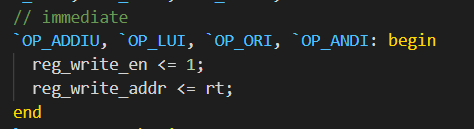 // immediate
`OP_ADDIU, `OP_LUI, `OP_ORI, `OP_ANDI: begin
reg_write_en <= 1;
reg_write_addr <= rt;
end